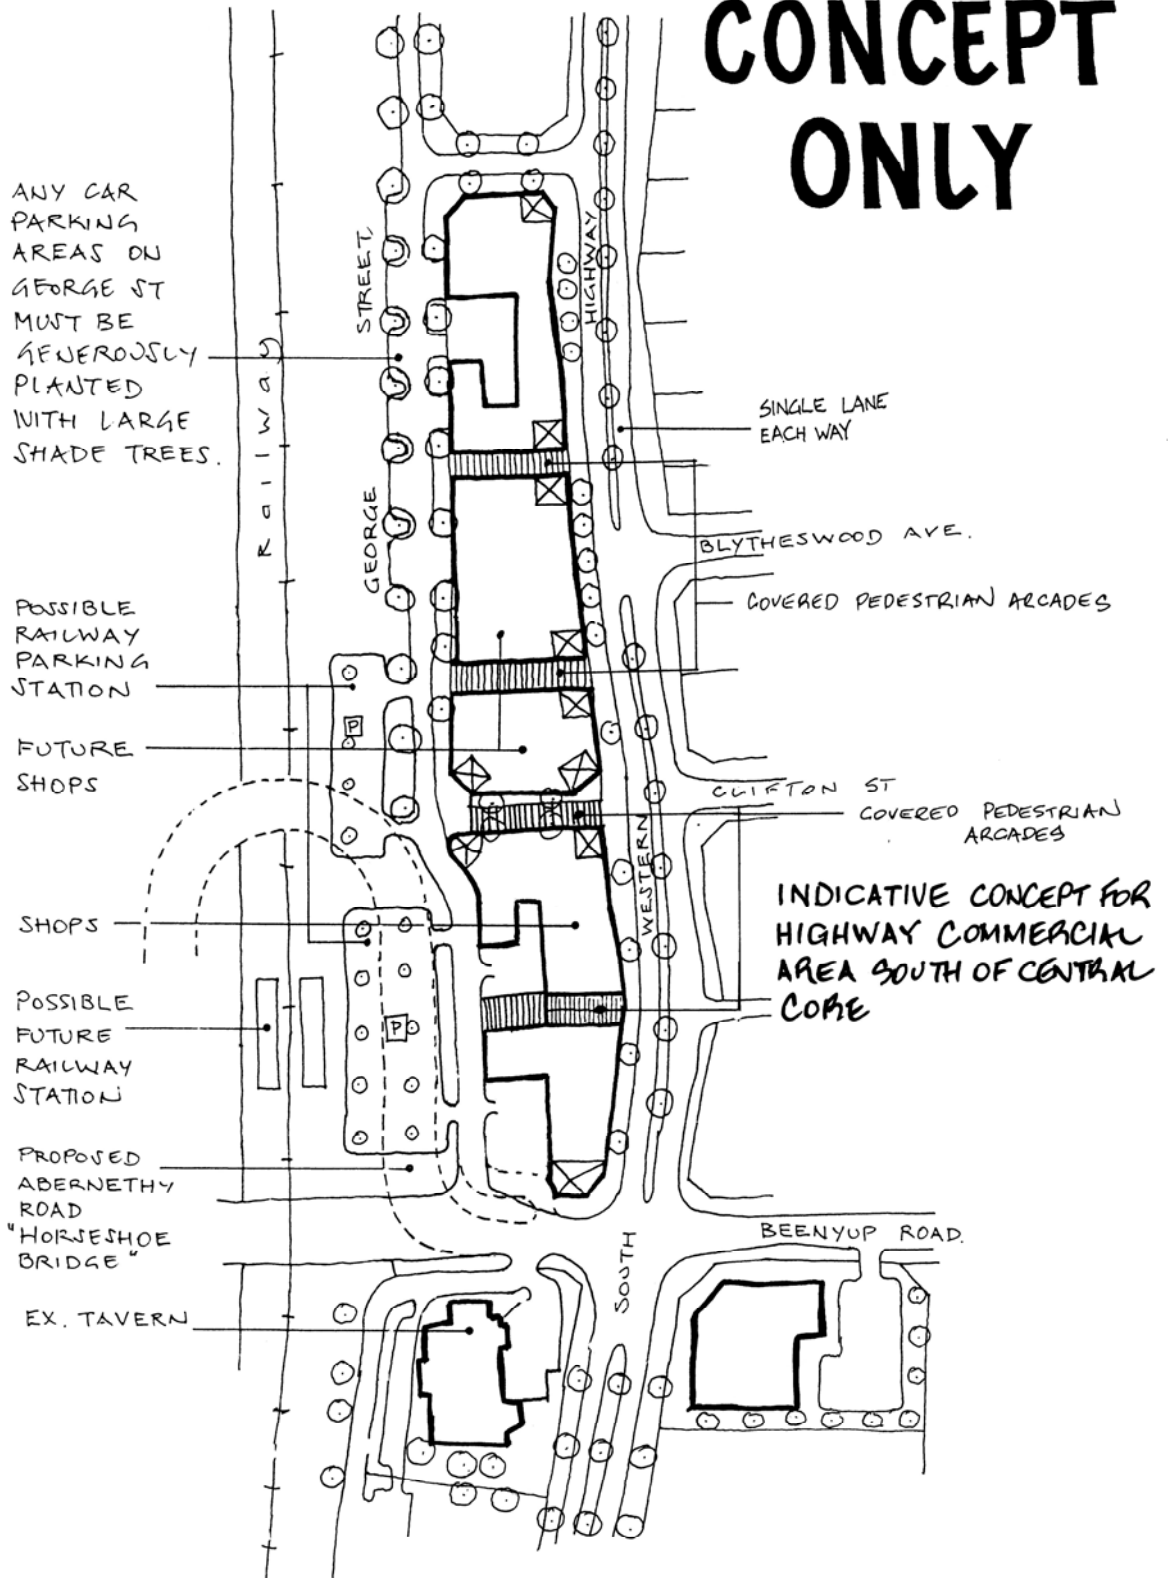 CONCEPT
ONLY
ANY CAR
PARKING
AREAS ON
GEORGE ST
MUST BE
GENEROUSLY
PLANTED
WITH LARGE
SHADE TREES.
Railway
STREET.
GEORGE
HIGHWAY
SINGLE LANE
EACH WAY
BLYTHESWOOD AVE.
COVERED PEDESTRIAN ARCADES
POSSIBLE
RAILWAY
PARKING
STATION
P
FUTURE
SHOPS
CLIFTON ST
COVERED PEDESTRIAN
ARCADES
WESTERN
INDICATIVE CONCEPT FOR
HIGHWAY COMMERCIAL
AREA SOUTH OF CENTRAL
CORE
SHOPS
POSSIBLE
FUTURE
RAILWAY
STATION
P
PROPOSED
ABERNETHY
ROAD
"HORSESHOE
BRIDGE"
BEENYUP ROAD.
SOUTH
EX. TAVERN